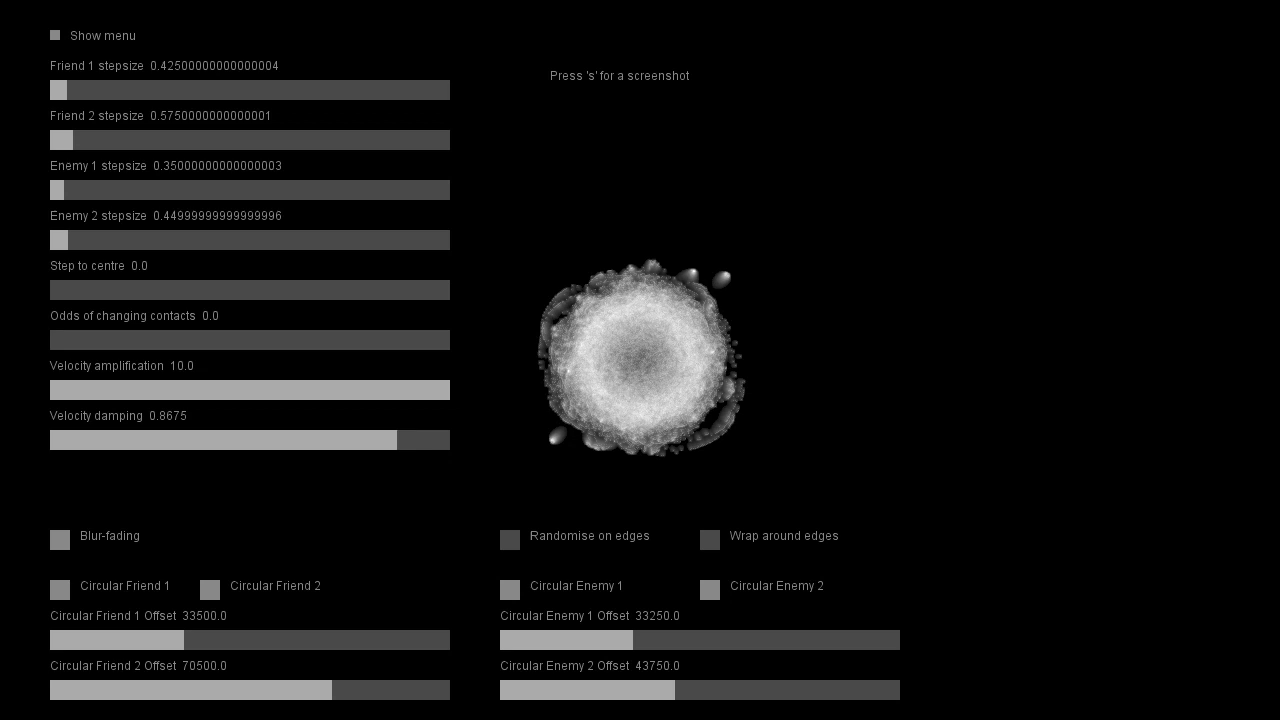 Show menu
Friend 1 stepsize  0.42500000000000004
Press 's' for a screenshot
Friend 2 stepsize  0.5750000000000001
Enemy 1 stepsize  0.35000000000000003
Enemy 2 stepsize  0.44999999999999996
Step to centre  0.0
Odds of changing contacts  0.0
Velocity amplification  10.0
Velocity damping  0.8675
Blur-fading
Randomise on edges
Wrap around edges
Circular Friend 1
Circular Friend 2
Circular Enemy 1
Circular Enemy 2
Circular Friend 1 Offset  33500.0
Circular Enemy 1 Offset  33250.0
Circular Friend 2 Offset  70500.0
Circular Enemy 2 Offset  43750.0